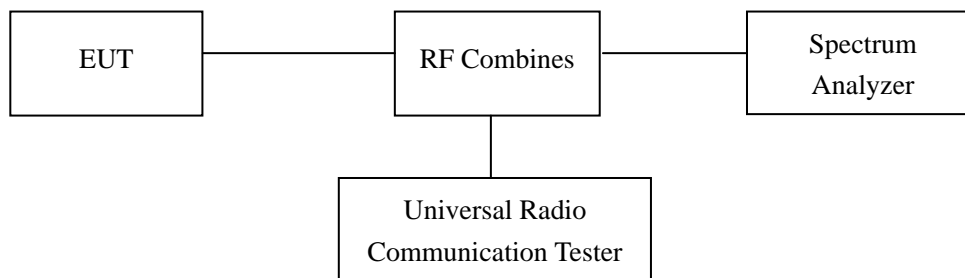 EUT
RF Combines
Spectrum
Analyzer
Universal Radio
Communication Tester